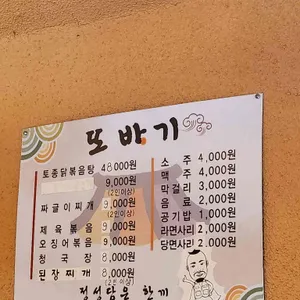 또바기
토종닭볶음탕 48,000원
9,000원
(2인이상)
짜글이찌개 9,000원
(2인이상)
제육볶음 9,000원
오징어볶음 9,000원
청국장 8,000원
된장찌개 8,000원
(2인이상)
소주 4,000원
맥주 4,000원
막걸리 3,000원
음료 2,000원
공기밥 1,000원
라면사리 2,000원
당면사리 2,000원
정성담은 한끼